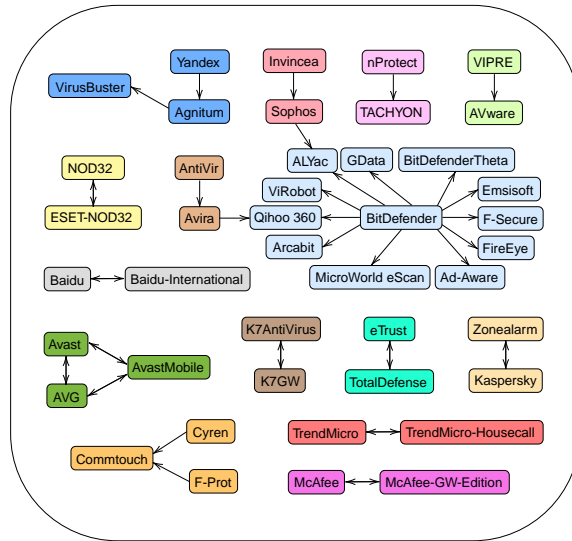 Yandex
Invincea
nProtect
VIPRE
VirusBuster
Agnitum
Sophos
TACHYON
AVware
NOD32
AntiVir
ALYac
GData
BitDefenderTheta
ViRobot
Emsisoft
ESET-NOD32
Avira
Qihoo 360
BitDefender
F-Secure
Arcabit
FireEye
Baidu
Baidu-International
MicroWorld eScan
Ad-Aware
Avast
K7AntiVirus
eTrust
Zonealarm
AvastMobile
AVG
K7GW
TotalDefense
Kaspersky
Cyren
TrendMicro
TrendMicro-Housecall
Commtouch
F-Prot
McAfee
McAfee-GW-Edition